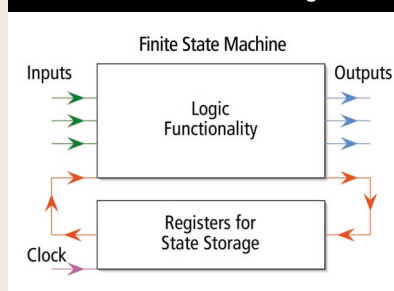 Finite State Machine
Inputs
Outputs
Logic
Functionality
Registers for
State Storage
Clock